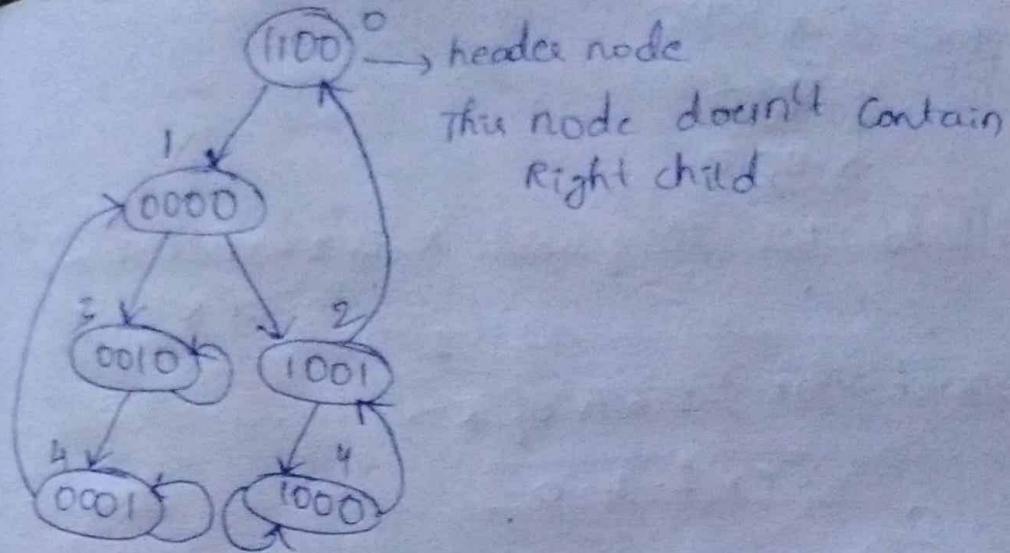 1100 0 → header node
This node doesn't Contain
Right child
1
0000
3 2
0010 1001
4 4
0001 1000